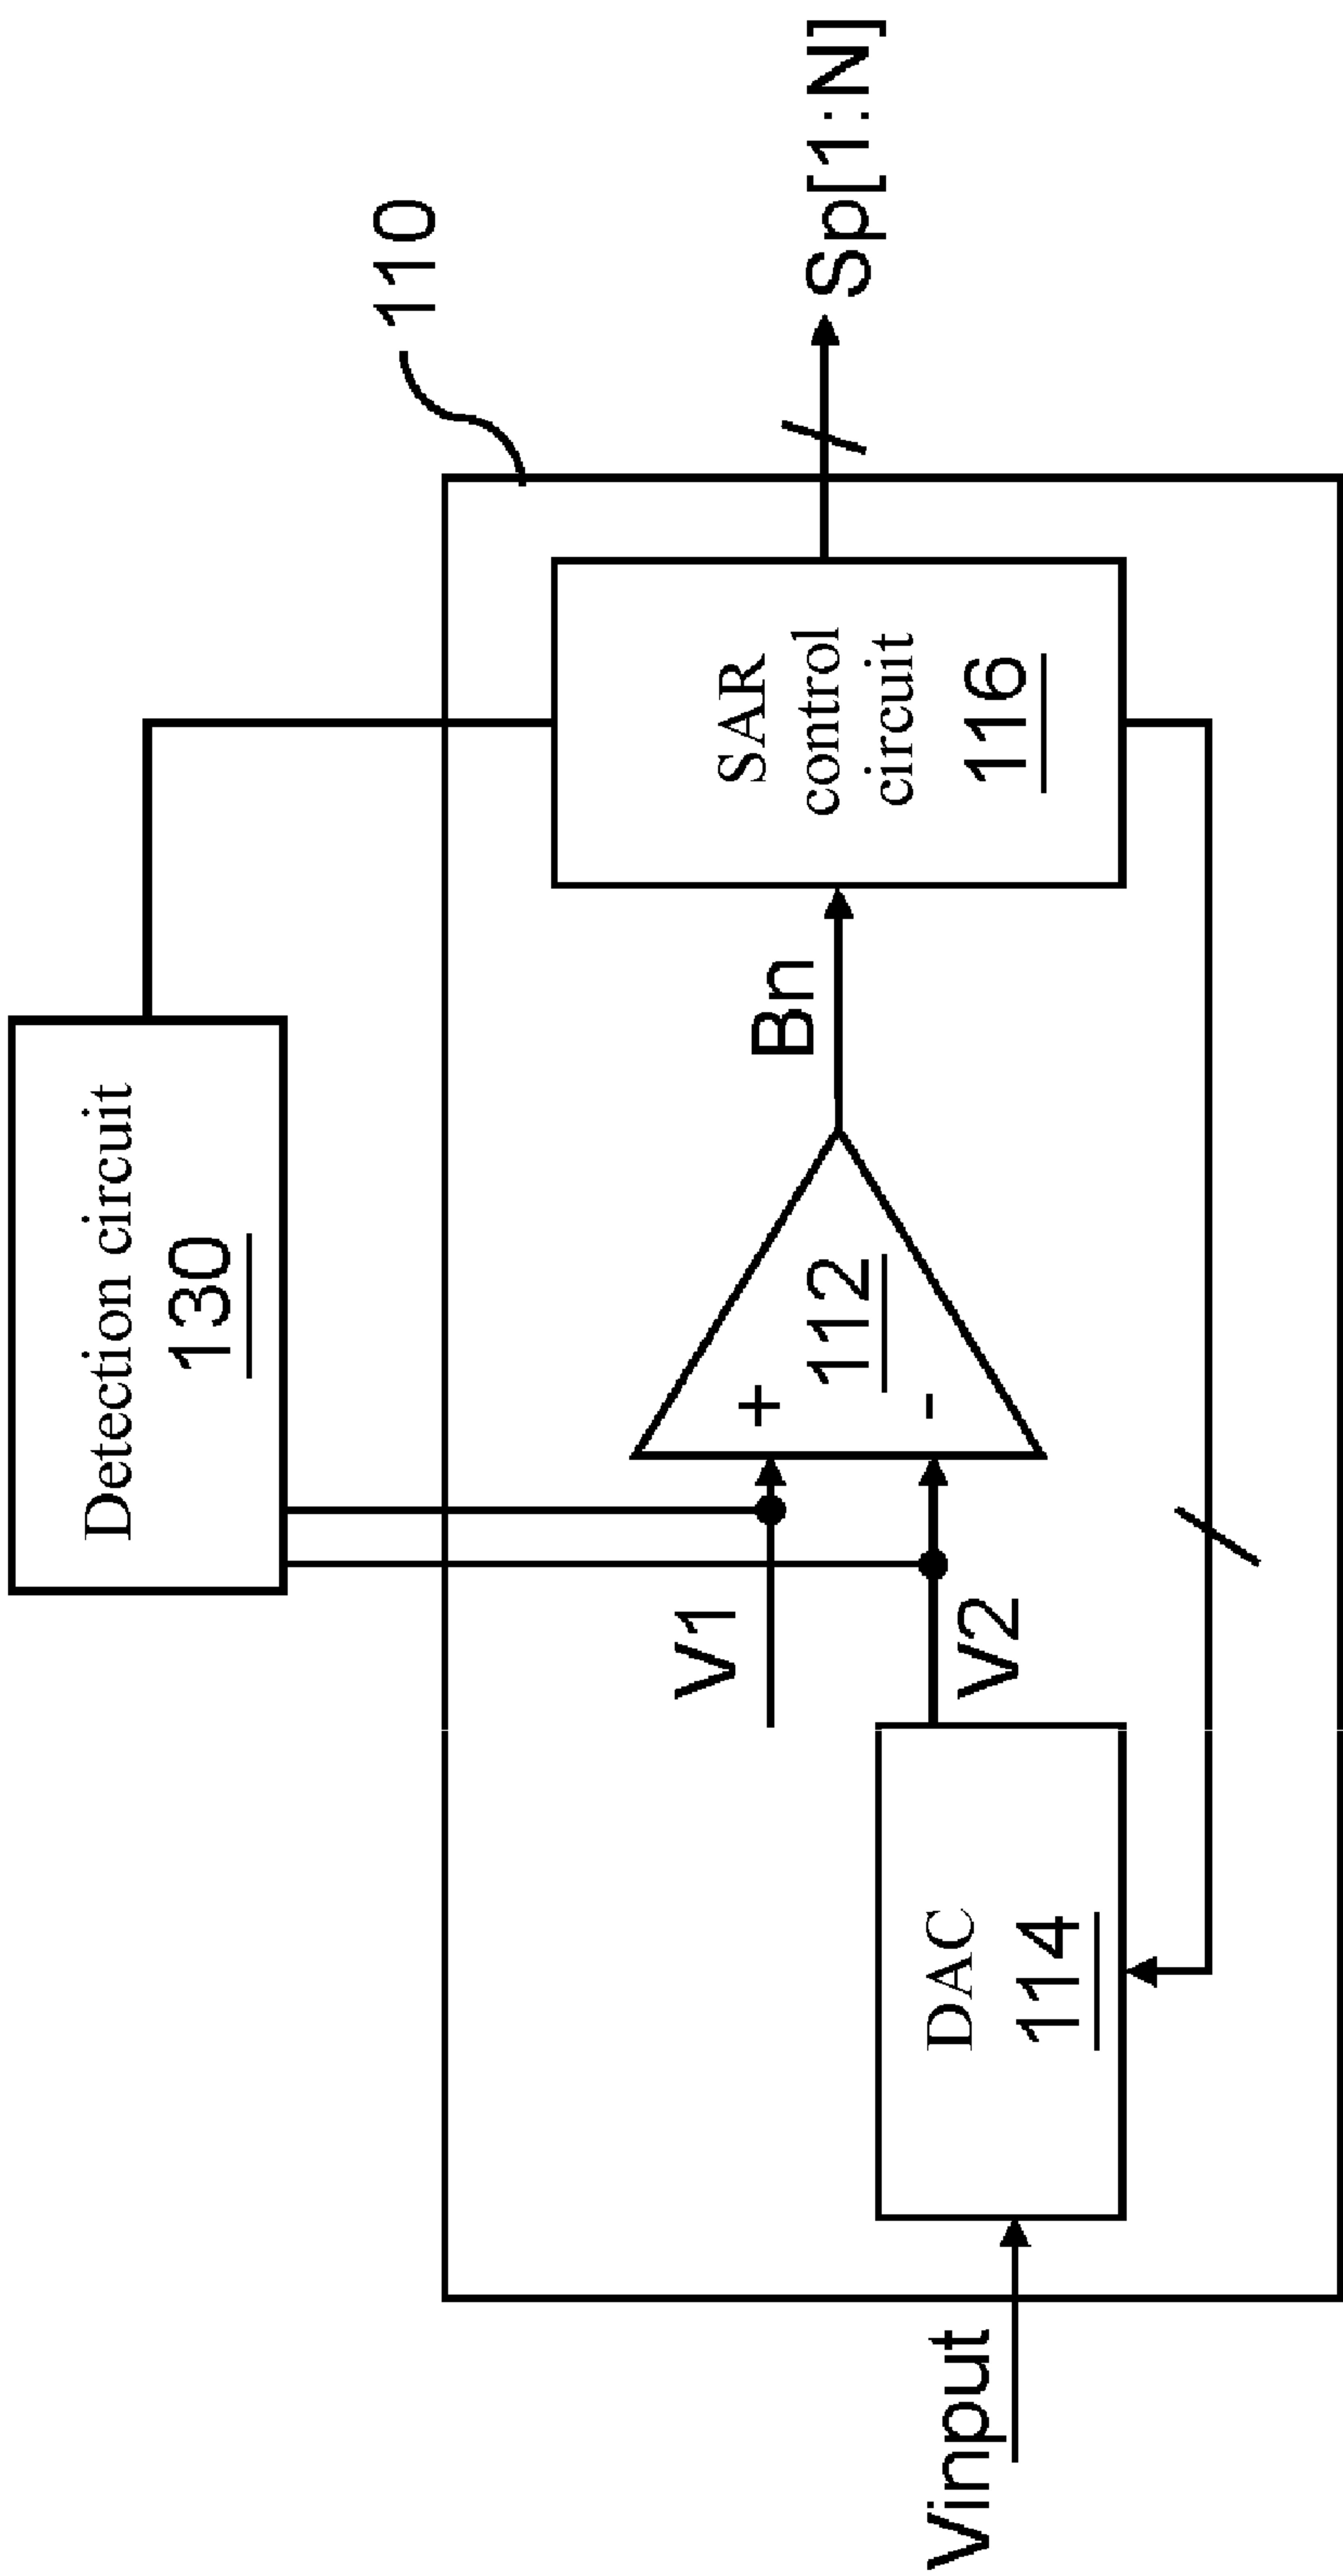 Detection circuit
130
110
V1
V2
+
-
112
Bn
SAR
control
circuit
116
Sp[1:N]
DAC
114
Vinput